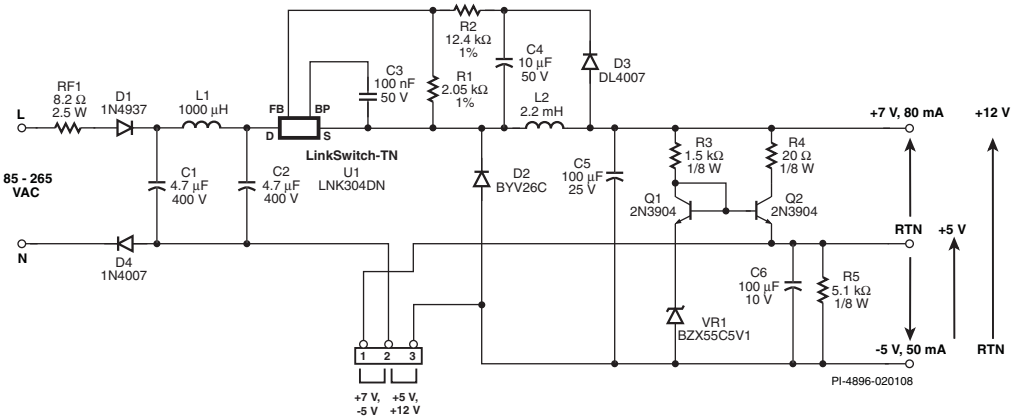 R2
12.4 kΩ
1%
C4
10 µF
50 V
D3
DL4007
C3
100 nF
50 V
R1
2.05 kΩ
1%
RF1
8.2 Ω
2.5 W
D1
1N4937
L1
1000 µH
FB
BP
D
S
L2
2.2 mH
L
+7 V, 80 mA
+12 V
LinkSwitch-TN
U1
LNK304DN
R3
1.5 kΩ
1/8 W
R4
20 Ω
1/8 W
85 - 265
VAC
C1
4.7 µF
400 V
C2
4.7 µF
400 V
D2
BYV26C
C5
100 µF
25 V
Q1
2N3904
Q2
2N3904
N
D4
1N4007
RTN
+5 V
C6
100 µF
10 V
R5
5.1 kΩ
1/8 W
VR1
BZX55C5V1
1
2
3
-5 V, 50 mA
RTN
PI-4896-020108
+7 V,
-5 V
+5 V,
+12 V